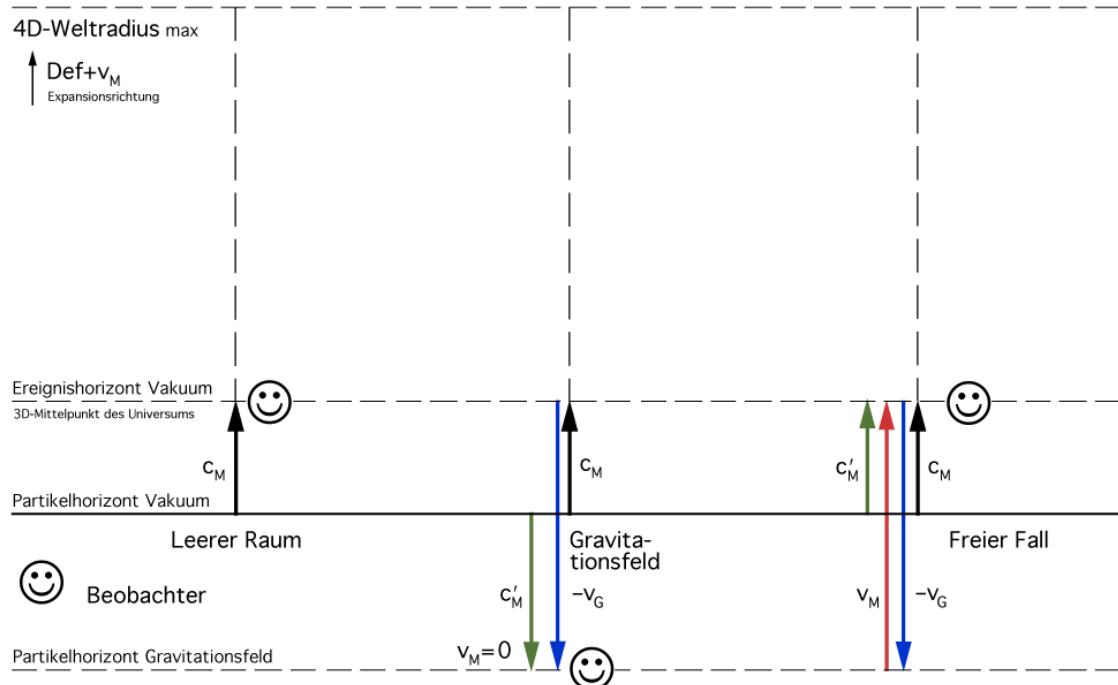 4D-Weltradius max
Def+vM
Expansionsrichtung
Ereignishorizont Vakuum
3D-Mittelpunkt des Universums
cM
cM
c′M
cM
Partikelhorizont Vakuum
Leerer Raum
Gravita-
tionsfeld
Freier Fall
Beobachter
c′M
−vG
vM
−vG
vM=0
Partikelhorizont Gravitationsfeld